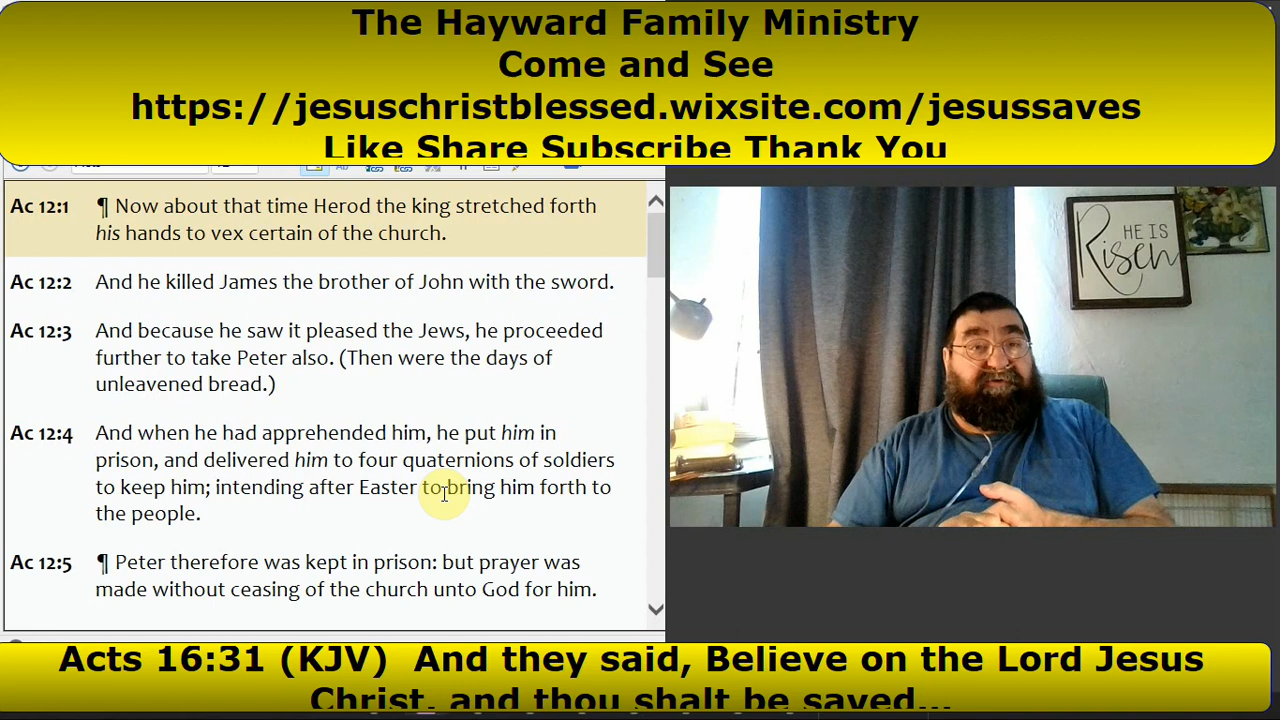 The Hayward Family Ministry
Come and See
https://jesuschristblessed.wixsite.com/jesussaves
Like Share Subscribe Thank You
Ac 12:1 ¶ Now about that time Herod the king stretched forth
his hands to vex certain of the church.
Ac 12:2 And he killed James the brother of John with the sword.
Ac 12:3 And because he saw it pleased the Jews, he proceeded
further to take Peter also. (Then were the days of
unleavened bread.)
Ac 12:4 And when he had apprehended him, he put him in
prison, and delivered him to four quaternions of soldiers
to keep him; intending after Easter to bring him forth to
the people.
Ac 12:5 ¶ Peter therefore was kept in prison: but prayer was
made without ceasing of the church unto God for him.
HE IS
Risen
Acts 16:31 (KJV) And they said, Believe on the Lord Jesus
Christ, and thou shalt be saved...